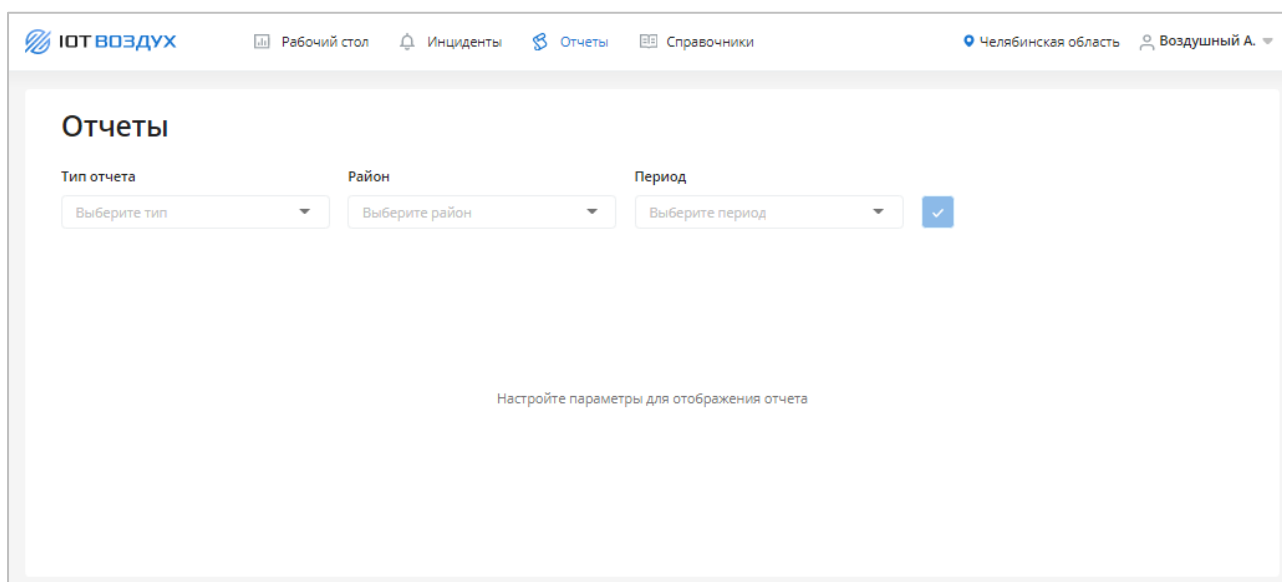 IOT ВОЗДУХ Рабочий стол Инциденты Отчеты Справочники Челябинская область Воздушный А.
Отчеты
Тип отчета Район Период
Выберите тип Выберите район Выберите период
Настройте параметры для отображения отчета